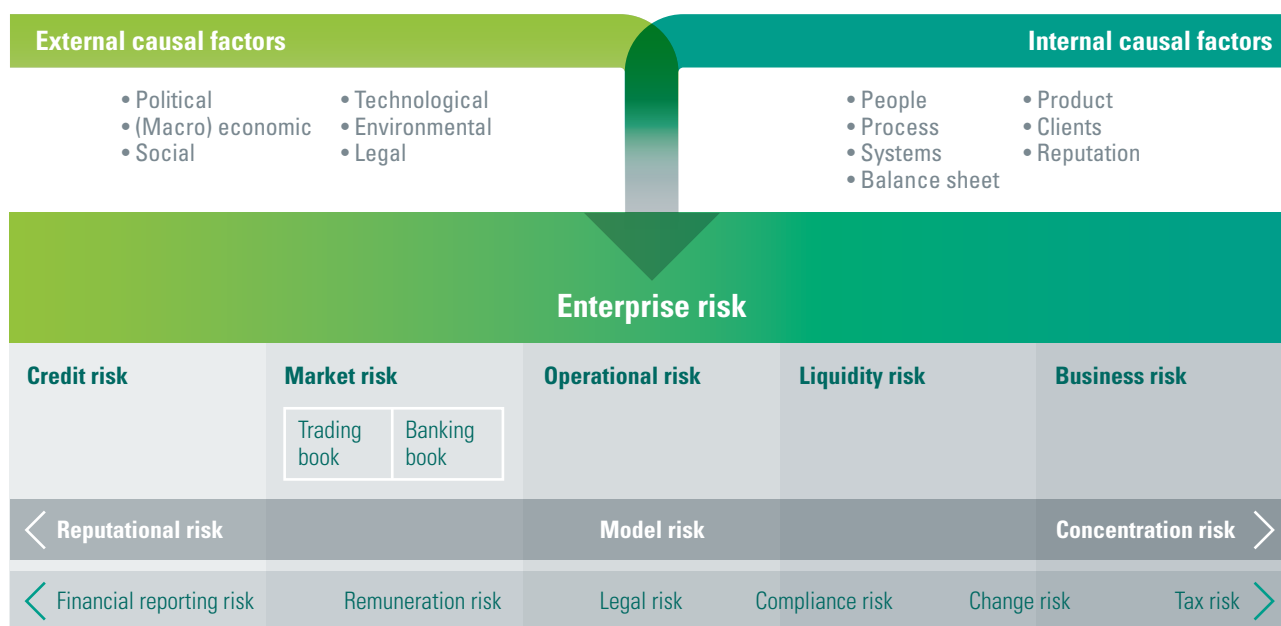 External causal factors
Internal causal factors
• Political
• (Macro) economic
• Social
• Technological
• Environmental
• Legal
• People
• Process
• Systems
• Balance sheet
• Product
• Clients
• Reputation
Enterprise risk
Credit risk
Market risk
Trading
book
Banking
book
Operational risk
Liquidity risk
Business risk
Reputational risk
Model risk
Concentration risk
Financial reporting risk
Remuneration risk
Legal risk
Compliance risk
Change risk
Tax risk